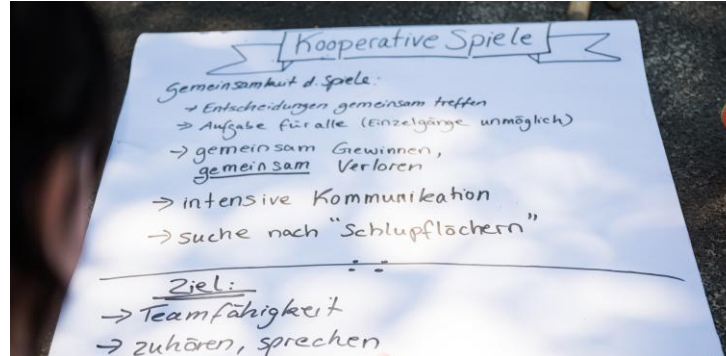 Kooperative Spiele
Gemeinsamkeit d. Spiele:
→ Entscheidungen gemeinsam treffen
→ Aufgabe für alle (Einzelgänge unmöglich)
→ gemeinsam Gewinnen,
gemeinsam Verloren
→ intensive Kommunikation
→ suche nach "Schlupflöchern"
Ziel:
→ Teamfähigkeit
→ zuhören, sprechen